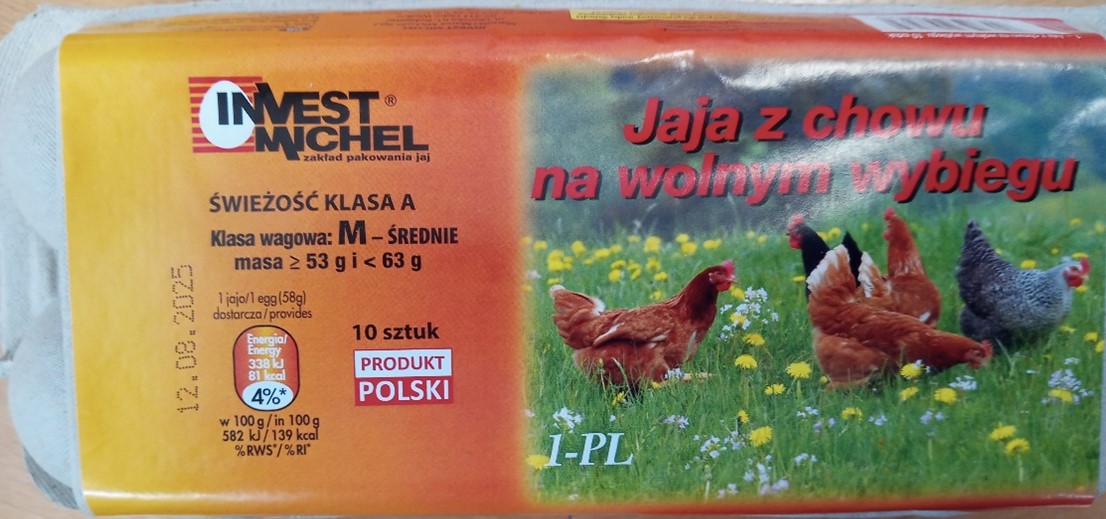 INVEST ®
MICHEL
zakład pakowania jaj
ŚWIEŻOŚĆ KLASA A
Klasa wagowa: M – ŚREDNIE
masa ≥ 53 g i < 63 g
12.08.2025
1 jajo/1 egg (58g)
dostarcza/provides
Energia/
Energy
338 kJ
81 kcal
4%*
w 100 g / in 100 g
582 kJ / 139 kcal
%RWS*/%RI*
10 sztuk
PRODUKT
POLSKI
Jaja z chowu
na wolnym wybiegu
1-PL